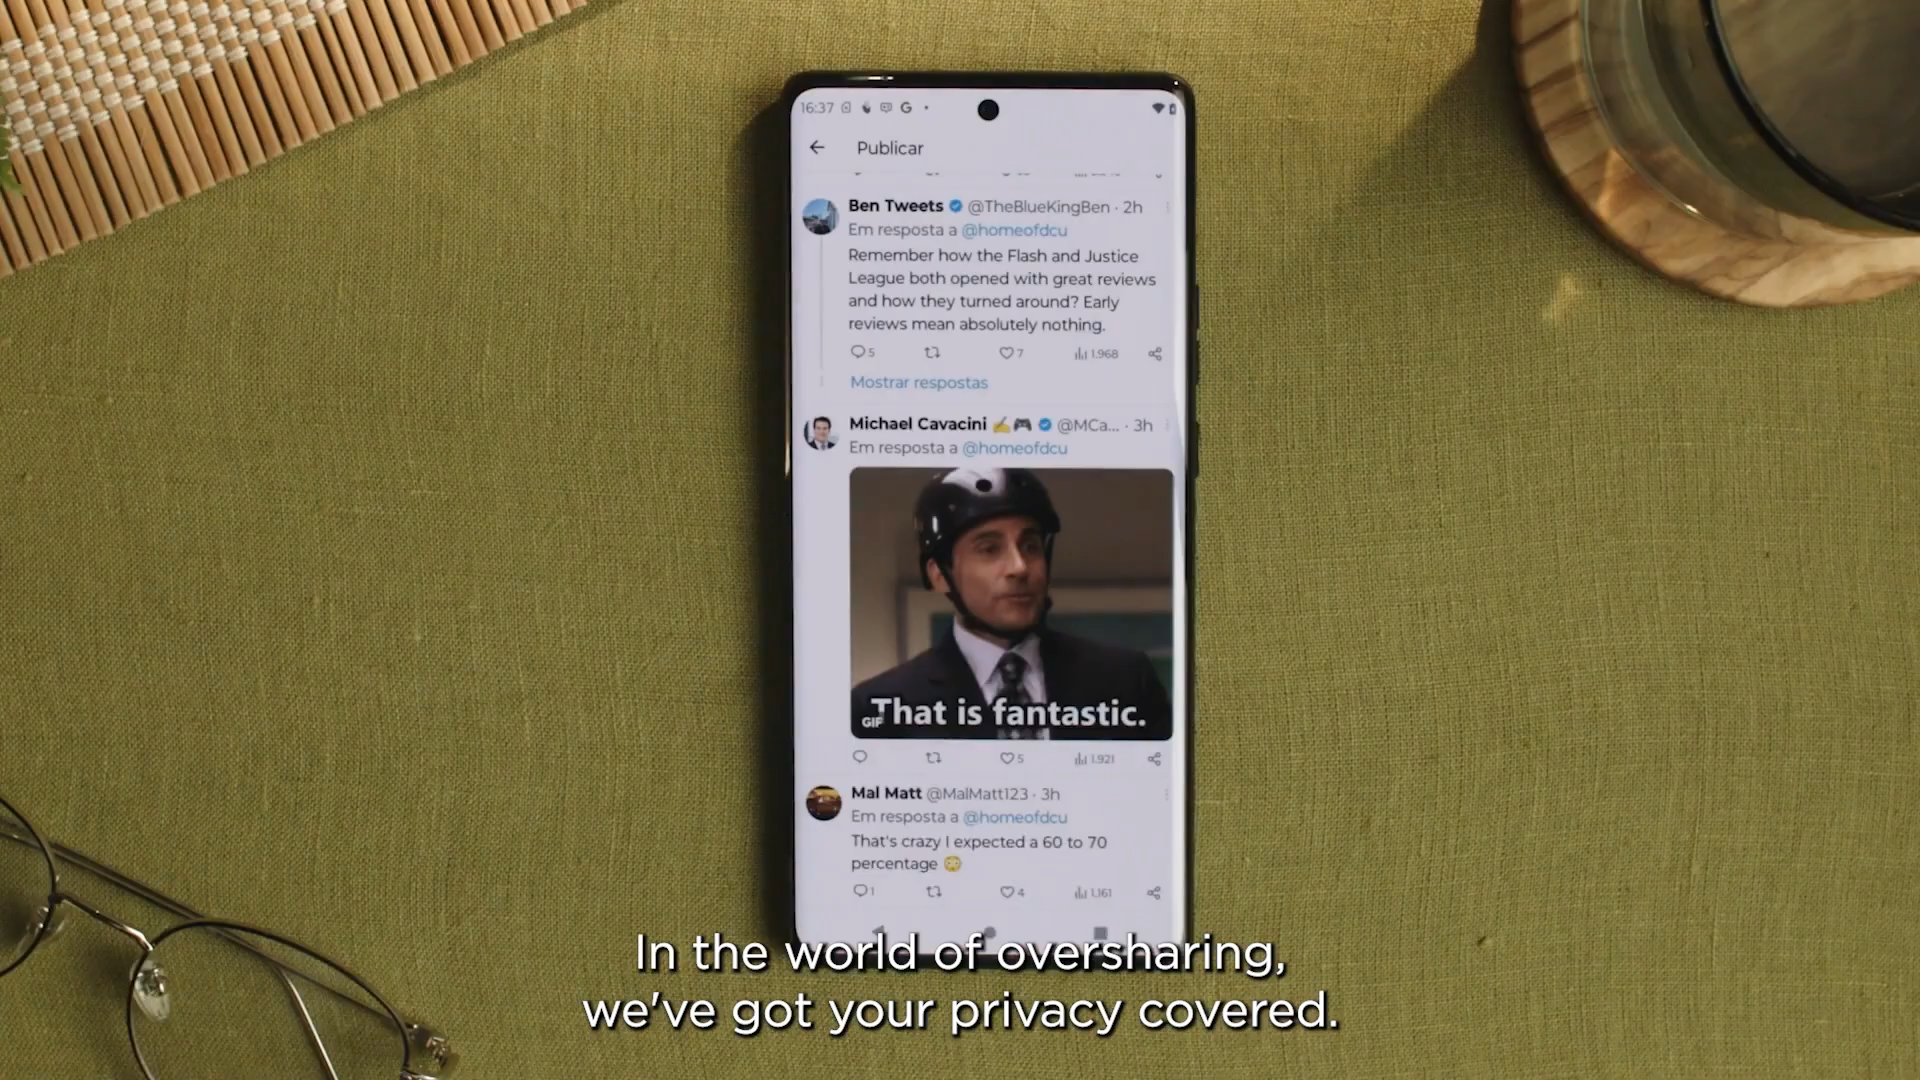 16:37
Publicar
Ben Tweets @TheBlueKingBen · 2h
Em resposta a @homeofdcu
Remember how the Flash and Justice
League both opened with great reviews
and how they turned around? Early
reviews mean absolutely nothing.
5 7 1.968
Mostrar respostas
Michael Cavacini ✍️🎮 @MCa... · 3h
Em resposta a @homeofdcu
GIF
That is fantastic.
5 1.921
Mal Matt @MalMatt123 · 3h
Em resposta a @homeofdcu
That's crazy I expected a 60 to 70
percentage 😳
1 4 1.161
In the world of oversharing,
we've got your privacy covered.